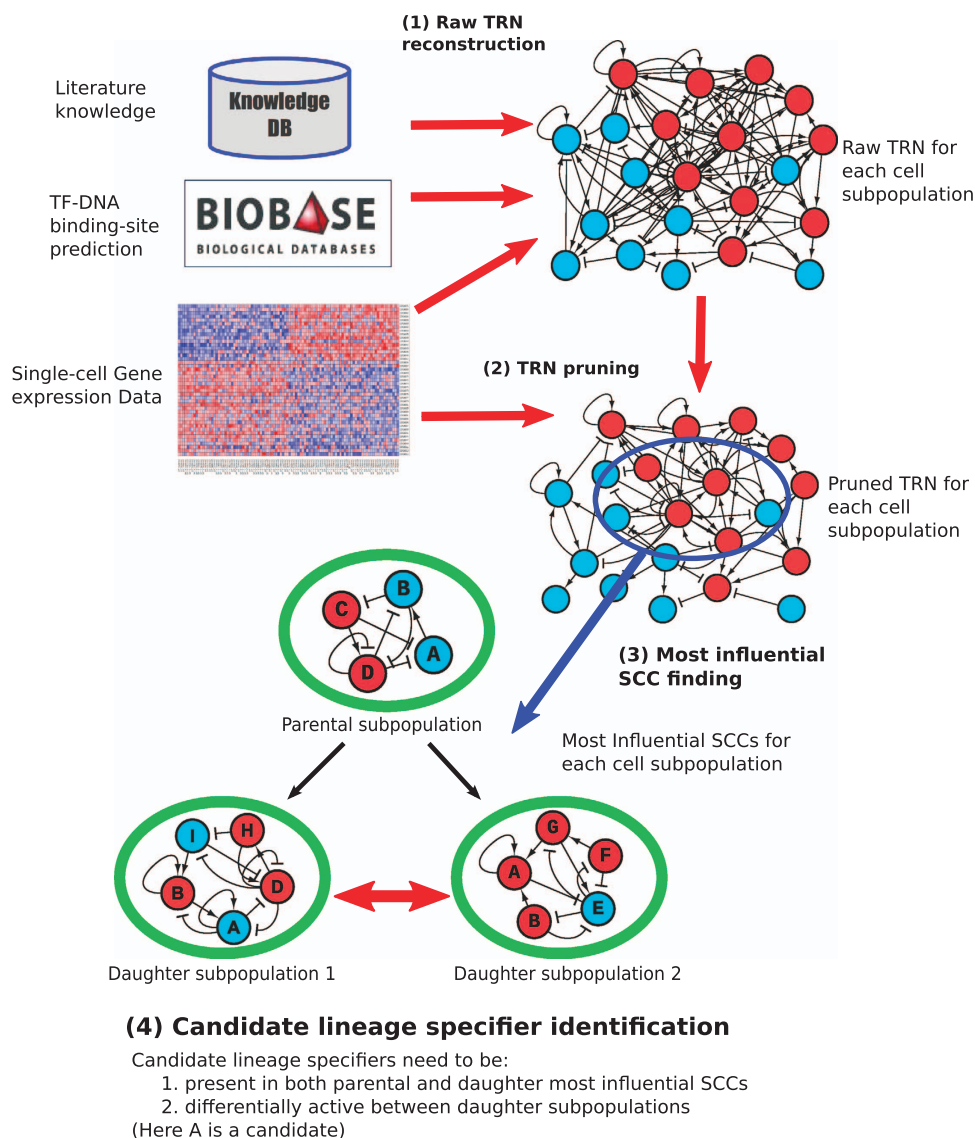 (1) Raw TRN
reconstruction
Literature
knowledge
Knowledge
DB
Raw TRN for
each cell
subpopulation
TF-DNA
binding-site
prediction
BIOBASE
BIOLOGICAL DATABASES
Single-cell Gene
expression Data
(2) TRN pruning
Pruned TRN for
each cell
subpopulation
B
C
A
D
Parental subpopulation
(3) Most influential
SCC finding
Most Influential SCCs for
each cell subpopulation
I
H
B
D
A
Daughter subpopulation 1
G
F
A
E
B
Daughter subpopulation 2
(4) Candidate lineage specifier identification
Candidate lineage specifiers need to be:
1. present in both parental and daughter most influential SCCs
2. differentially active between daughter subpopulations
(Here A is a candidate)